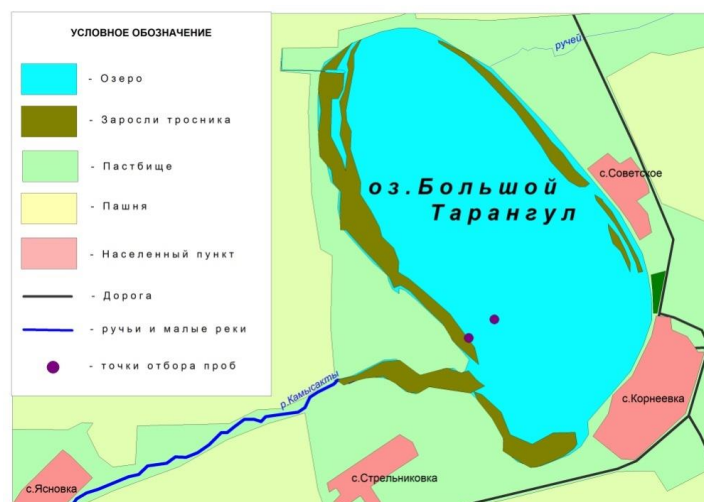 УСЛОВНОЕ ОБОЗНАЧЕНИЕ
- Озеро
- Заросли тросника
- Пастбище
- Пашня
- Населенный пункт
- Дорога
- ручьи и малые реки
- точки отбора проб
ручей
оз.Большой
Тарангул
с.Советское
р.Камысакты
с.Корнеевка
с.Ясновка
с.Стрельниковка